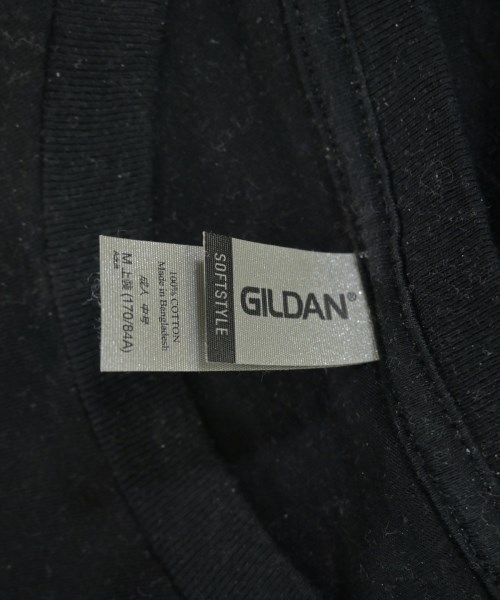 SOFTSTYLE
GILDAN®
100% COTTON
Made in Bangladesh
成人 中号
M 上装 (170/84A)